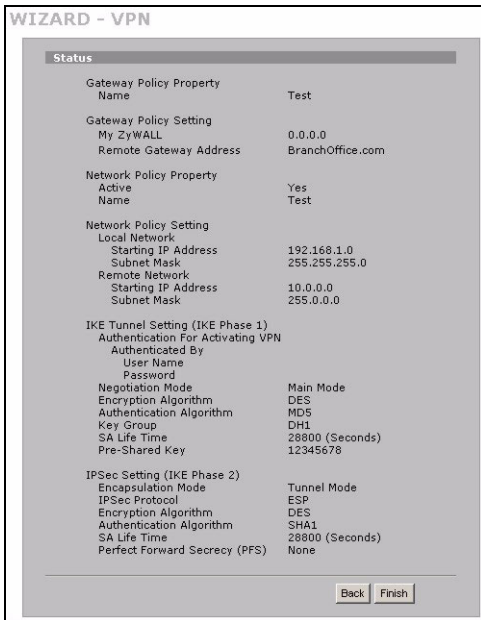 WIZARD - VPN
Status
Gateway Policy Property
Name Test
Gateway Policy Setting
My ZyWALL 0.0.0.0
Remote Gateway Address BranchOffice.com
Network Policy Property
Active Yes
Name Test
Network Policy Setting
Local Network
Starting IP Address 192.168.1.0
Subnet Mask 255.255.255.0
Remote Network
Starting IP Address 10.0.0.0
Subnet Mask 255.0.0.0
IKE Tunnel Setting (IKE Phase 1)
Authentication For Activating VPN
Authenticated By
User Name
Password
Negotiation Mode Main Mode
Encryption Algorithm DES
Authentication Algorithm MD5
Key Group DH1
SA Life Time 28800 (Seconds)
Pre-Shared Key 12345678
IPSec Setting (IKE Phase 2)
Encapsulation Mode Tunnel Mode
IPSec Protocol ESP
Encryption Algorithm DES
Authentication Algorithm SHA1
SA Life Time 28800 (Seconds)
Perfect Forward Secrecy (PFS) None
Back Finish